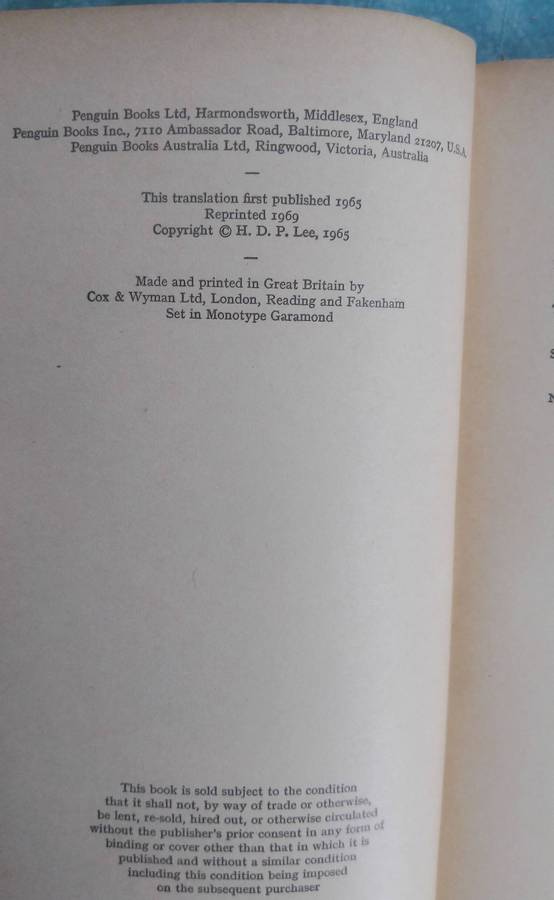 Penguin Books Ltd, Harmondsworth, Middlesex, England
Penguin Books Inc., 7110 Ambassador Road, Baltimore, Maryland 21207, U.S.A.
Penguin Books Australia Ltd, Ringwood, Victoria, Australia
—
This translation first published 1965
Reprinted 1969
Copyright © H. D. P. Lee, 1965
—
Made and printed in Great Britain by
Cox & Wyman Ltd, London, Reading and Fakenham
Set in Monotype Garamond
This book is sold subject to the condition
that it shall not, by way of trade or otherwise,
be lent, re-sold, hired out, or otherwise circulated
without the publisher's prior consent in any form of
binding or cover other than that in which it is
published and without a similar condition
including this condition being imposed
on the subsequent purchaser